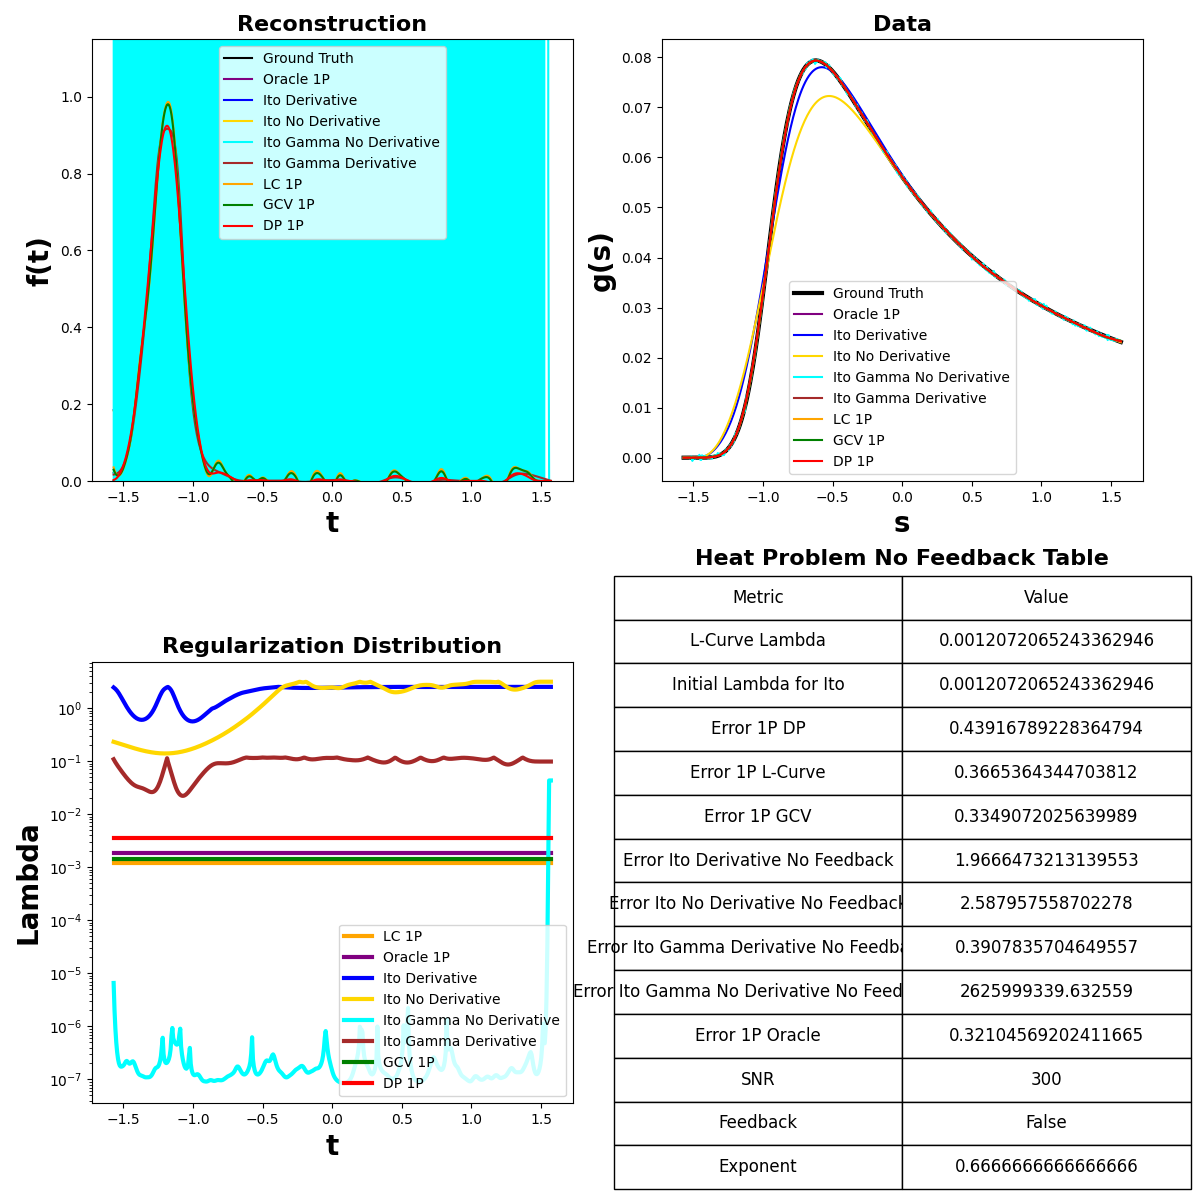 Reconstruction
f(t)
1.0
0.8
0.6
0.4
0.2
0.0
−1.5 −1.0 −0.5 0.0 0.5 1.0 1.5
t
Ground Truth
Oracle 1P
Ito Derivative
Ito No Derivative
Ito Gamma No Derivative
Ito Gamma Derivative
LC 1P
GCV 1P
DP 1P
Data
g(s)
0.08
0.07
0.06
0.05
0.04
0.03
0.02
0.01
0.00
−1.5 −1.0 −0.5 0.0 0.5 1.0 1.5
s
Ground Truth
Oracle 1P
Ito Derivative
Ito No Derivative
Ito Gamma No Derivative
Ito Gamma Derivative
LC 1P
GCV 1P
DP 1P
Regularization Distribution
Lambda
10⁰
10⁻¹
10⁻²
10⁻³
10⁻⁴
10⁻⁵
10⁻⁶
10⁻⁷
−1.5 −1.0 −0.5 0.0 0.5 1.0 1.5
t
LC 1P
Oracle 1P
Ito Derivative
Ito No Derivative
Ito Gamma No Derivative
Ito Gamma Derivative
GCV 1P
DP 1P
Heat Problem No Feedback Table
Metric Value
L-Curve Lambda 0.0012072065243362946
Initial Lambda for Ito 0.0012072065243362946
Error 1P DP 0.43916789228364794
Error 1P L-Curve 0.3665364344703812
Error 1P GCV 0.3349072025639989
Error Ito Derivative No Feedback 1.9666473213139553
Error Ito No Derivative No Feedback 2.587957558702278
Error Ito Gamma Derivative No Feedba 0.3907835704649557
Error Ito Gamma No Derivative No Feed 2625999339.632559
Error 1P Oracle 0.32104569202411665
SNR 300
Feedback False
Exponent 0.6666666666666666